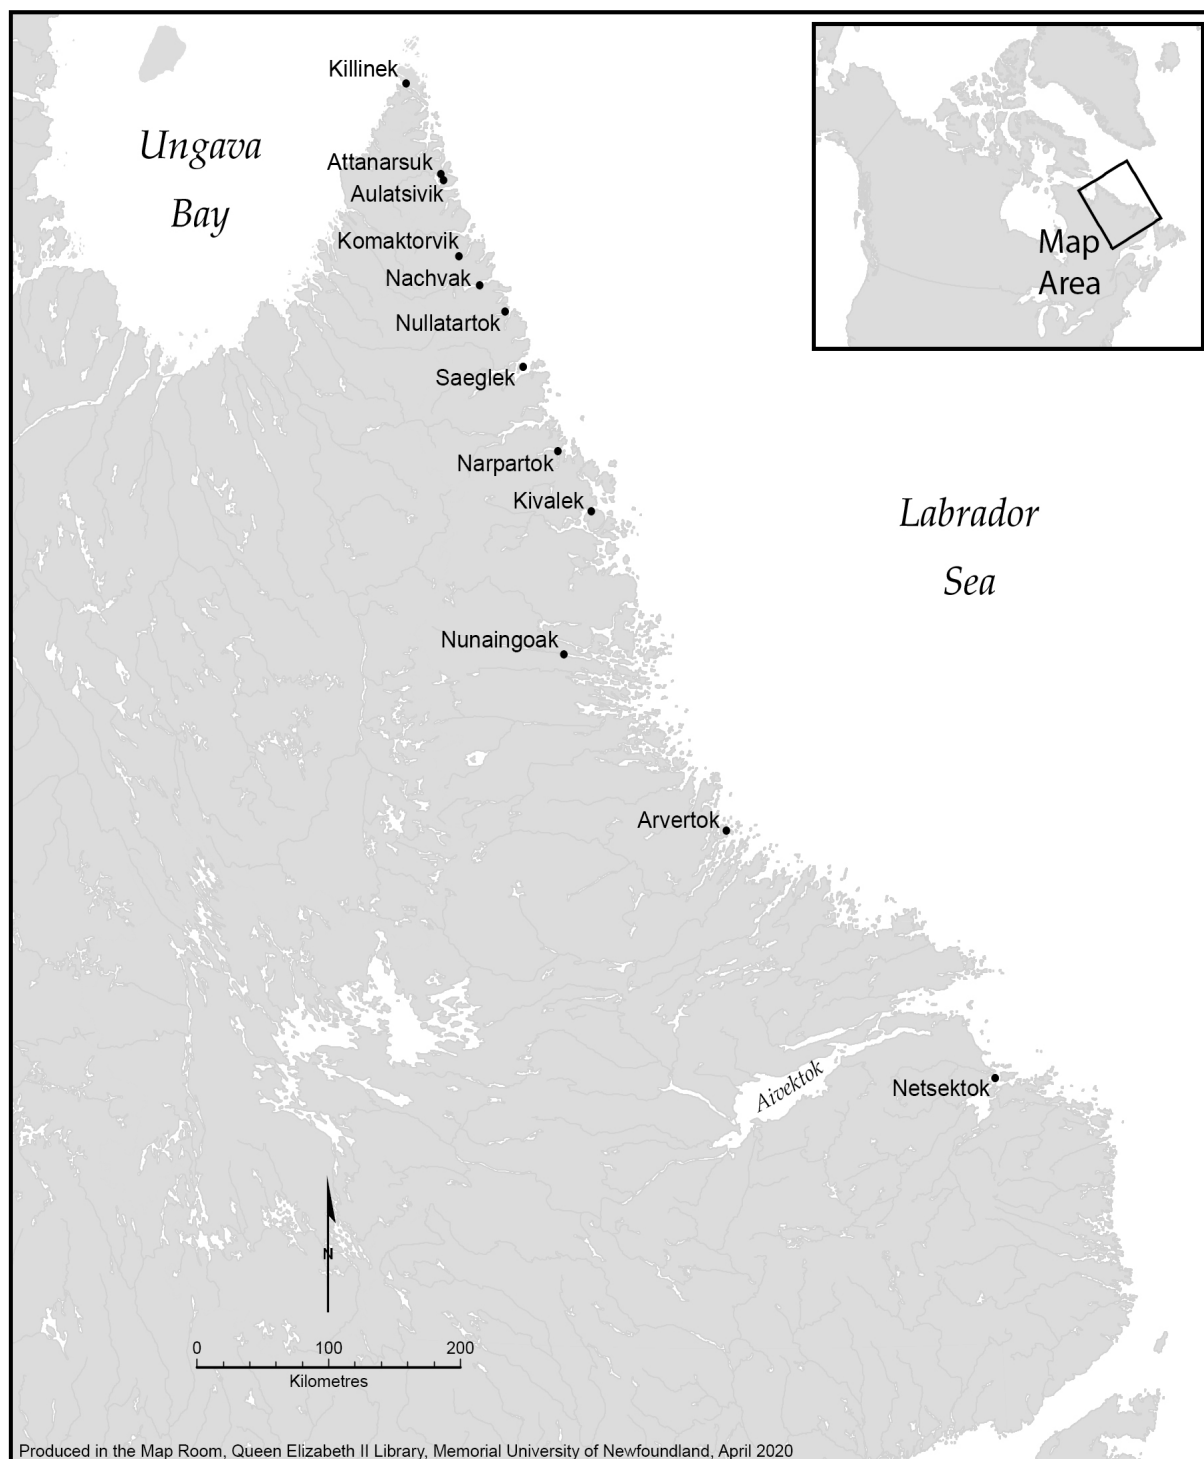 Killinek
Ungava
Bay
Attanarsuk
Aulatsivik
Komaktorvik
Nachvak
Nullatartok
Saeglek
Map
Area
Narpartok
Kivalek
Labrador
Sea
Nunaingoak
Arvertok
Aivektok
Netsektok
N
0 100 200
Kilometres
Produced in the Map Room, Queen Elizabeth II Library, Memorial University of Newfoundland, April 2020